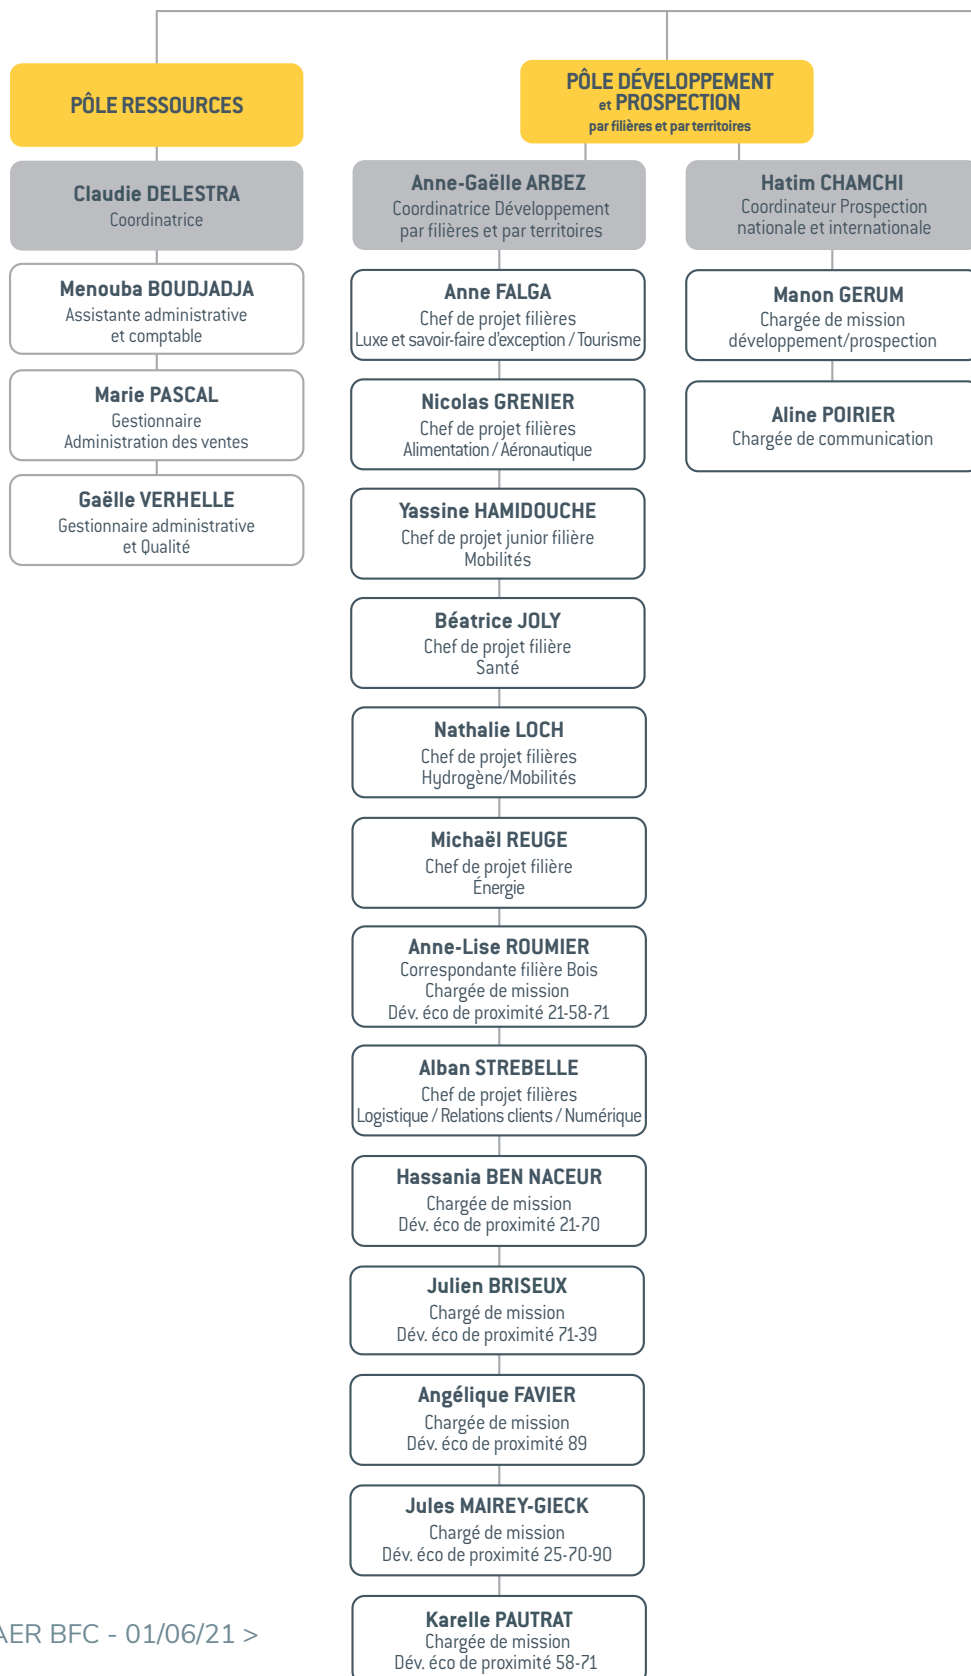 PÔLE RESSOURCES
Claudie DELESTRA
Coordinatrice
Menouba BOUDJADJA
Assistante administrative
et comptable
Marie PASCAL
Gestionnaire
Administration des ventes
Gaëlle VERHELLE
Gestionnaire administrative
et Qualité
PÔLE DÉVELOPPEMENT
et PROSPECTION
par filières et par territoires
Anne-Gaëlle ARBEZ
Coordinatrice Développement
par filières et par territoires
Anne FALGA
Chef de projet filières
Luxe et savoir-faire d'exception / Tourisme
Nicolas GRENIER
Chef de projet filières
Alimentation / Aéronautique
Yassine HAMIDOUCHE
Chef de projet junior filière
Mobilités
Béatrice JOLY
Chef de projet filière
Santé
Nathalie LOCH
Chef de projet filières
Hydrogène/Mobilités
Michaël REUGE
Chef de projet filière
Énergie
Anne-Lise ROUMIER
Correspondante filière Bois
Chargée de mission
Dév. éco de proximité 21-58-71
Alban STREBELLE
Chef de projet filières
Logistique / Relations clients / Numérique
Hassania BEN NACEUR
Chargée de mission
Dév. éco de proximité 21-70
Julien BRISEUX
Chargé de mission
Dév. éco de proximité 71-39
Angélique FAVIER
Chargée de mission
Dév. éco de proximité 89
Jules MAIREY-GIECK
Chargé de mission
Dév. éco de proximité 25-70-90
Karelle PAUTRAT
Chargée de mission
Dév. éco de proximité 58-71
Hatim CHAMCHI
Coordinateur Prospection
nationale et internationale
Manon GERUM
Chargée de mission
développement/prospection
Aline POIRIER
Chargée de communication
AER BFC - 01/06/21 >